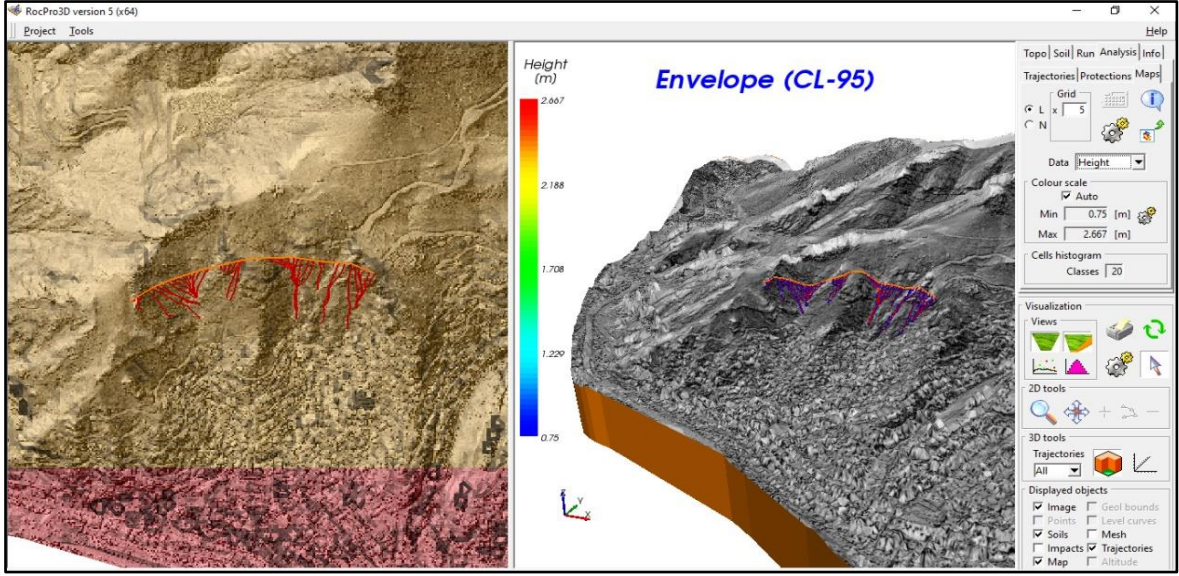 RocPro3D version 5 (x64)
Project Tools Help
Height
(m)
Envelope (CL-95)
2.667
2.188
1.708
1.229
0.75
Z
Y
X
Topo Soil Run Analysis Info
Trajectories Protections Maps
Grid
L x 5
N
Data Height
Colour scale
Auto
Min 0.75 [m]
Max 2.667 [m]
Cells histogram
Classes 20
Visualization
Views
2D tools
3D tools
Trajectories
All
Displayed objects
Image Geol bounds
Points Level curves
Soils Mesh
Impacts Trajectories
Map Altitude